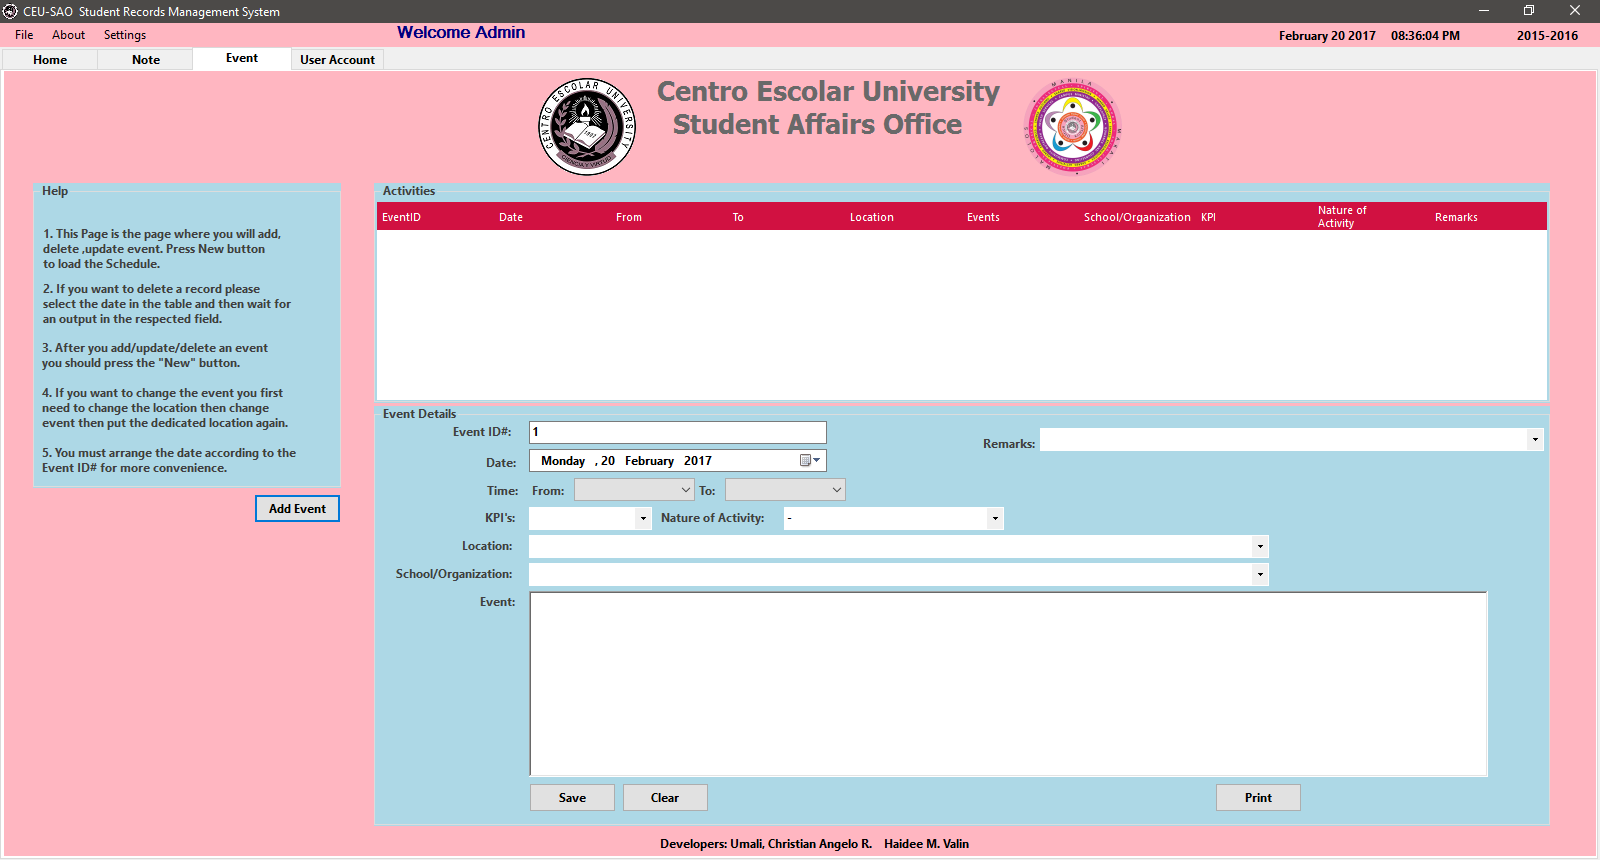 CEU-SAO Student Records Management System
File About Settings
Welcome Admin
February 20 2017 08:36:04 PM 2015-2016
Home Note Event User Account
CENTRO ESCOLAR UNIVERSITY
1907
CIENCIA Y VIRTUD
Centro Escolar University
Student Affairs Office
MANILA
MAKATI
MALOLOS
Help
1. This Page is the page where you will add,
delete ,update event. Press New button
to load the Schedule.
2. If you want to delete a record please
select the date in the table and then wait for
an output in the respected field.
3. After you add/update/delete an event
you should press the "New" button.
4. If you want to change the event you first
need to change the location then change
event then put the dedicated location again.
5. You must arrange the date according to the
Event ID# for more convenience.
Add Event
Activities
EventID Date From To Location Events School/Organization KPI Nature of Activity Remarks
Event Details
Event ID#: 1
Remarks:
Date: Monday , 20 February 2017
Time: From: To:
KPI's: Nature of Activity: -
Location:
School/Organization:
Event:
Save Clear Print
Developers: Umali, Christian Angelo R. Haidee M. Valin